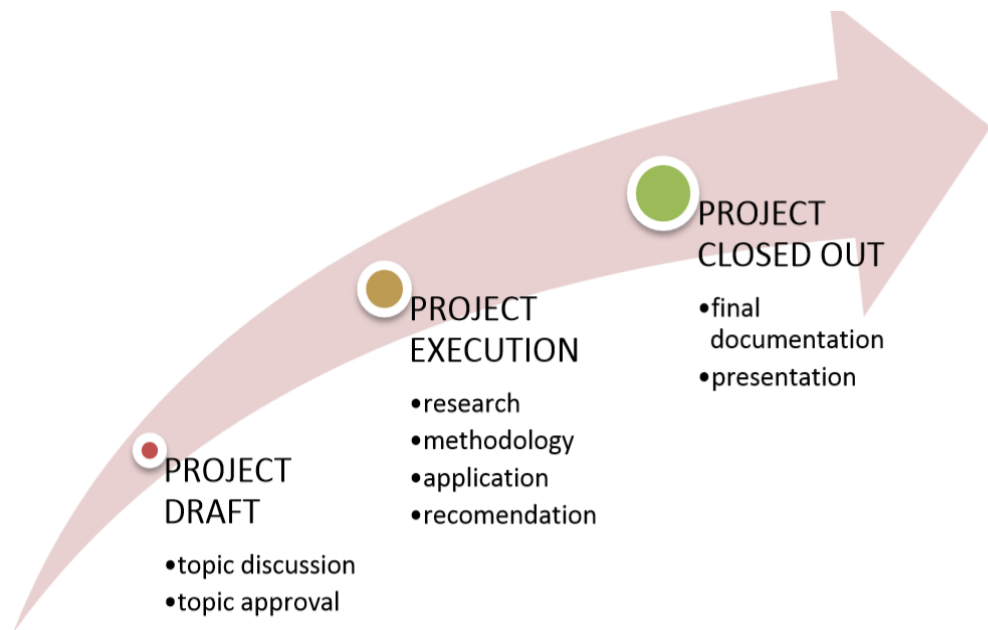 PROJECT
DRAFT
•topic discussion
•topic approval
PROJECT
EXECUTION
•research
•methodology
•application
•recomendation
PROJECT
CLOSED OUT
•final
documentation
•presentation